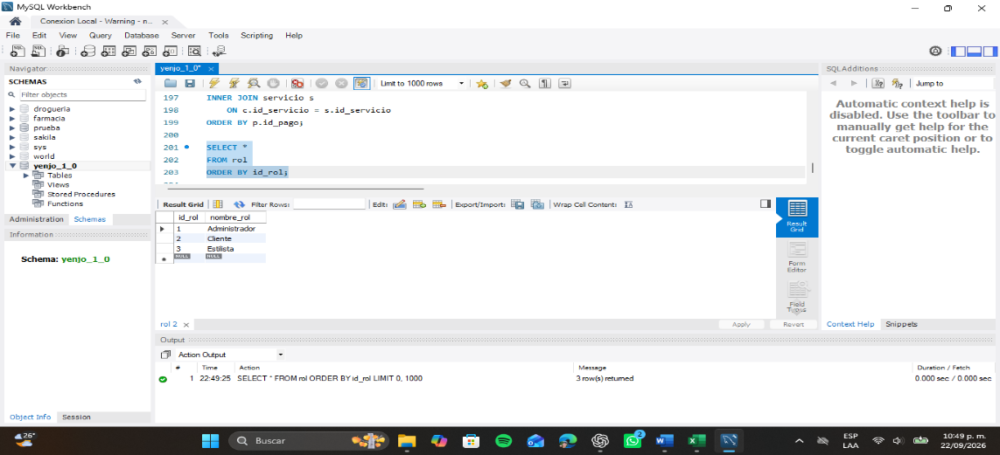 MySQL Workbench
Conexion Local - Warning - n... ×
File Edit View Query Database Server Tools Scripting Help
Navigator
SCHEMAS
Filter objects
drogueria
farmacia
prueba
sakila
sys
world
yenjo_1_0
Tables
Views
Stored Procedures
Functions
Administration Schemas
Information
Schema: yenjo_1_0
Object Info Session
yenjo_1_0* ×
Limit to 1000 rows
197 INNER JOIN servicio s
198 ON c.id_servicio = s.id_servicio
199 ORDER BY p.id_pago;
200
201 SELECT *
202 FROM rol
203 ORDER BY id_rol;
Result Grid Filter Rows: Edit: Export/Import: Wrap Cell Content:
id_rol nombre_rol
1 Administrador
2 Cliente
3 Estilista
NULL NULL
Result Grid
Form Editor
Field Types
rol 2 × Apply Revert
SQLAdditions
Jump to
Automatic context help is
disabled. Use the toolbar to
manually get help for the
current caret position or to
toggle automatic help.
Context Help Snippets
Output
Action Output
# Time Action Message Duration / Fetch
1 22:49:25 SELECT * FROM rol ORDER BY id_rol LIMIT 0, 1000 3 row(s) returned 0.000 sec / 0.000 sec
26°
Buscar
2
ESP
LAA
10:49 p. m.
22/09/2026